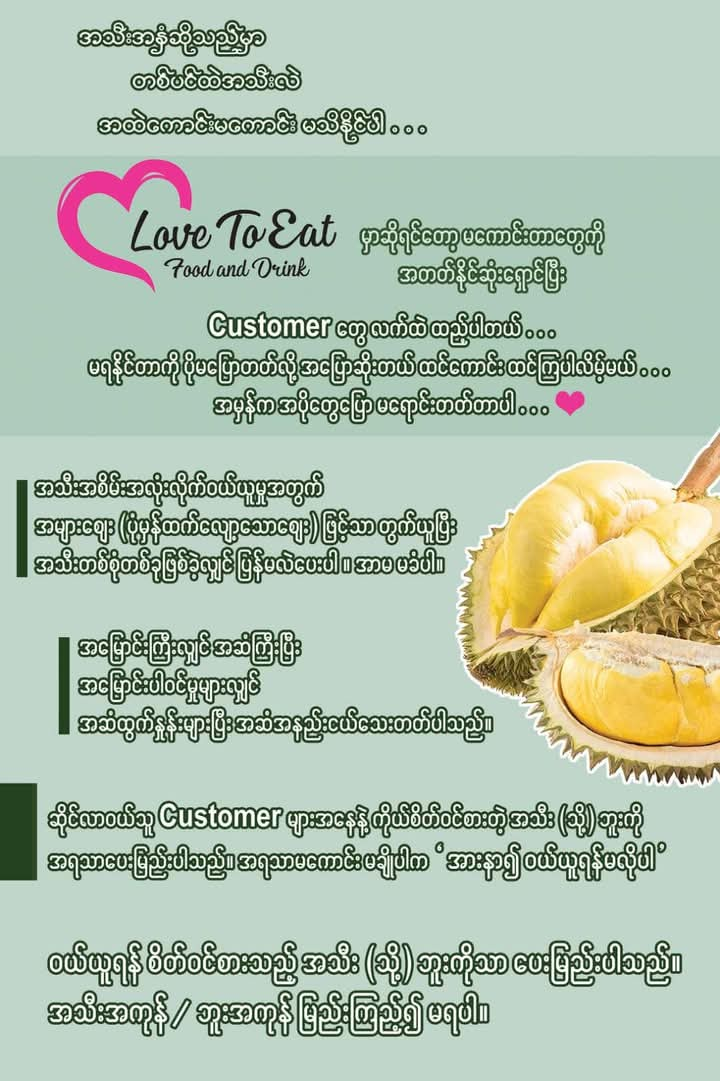 အသီးအနှံဆိုသည်မှာ
တစ်ပင်ထဲအသီးလဲ
အထဲကောင်းမကောင်း မသိနိုင်ပါ . . .
Love To Eat
Food and Drink
မှာဆိုရင်တော့ မကောင်းတာတွေကို
အတတ်နိုင်ဆုံးရှောင်ပြီး
Customer တွေ လက်ထဲ ထည့်ပါတယ် . . .
မရနိုင်တာကို ပိုမပြောတတ်လို့ အပြောဆိုးတယ် ထင်ကောင်း ထင်ကြပါလိမ့်မယ် . . .
အမှန်က အပိုတွေပြော မရောင်းတတ်တာပါ . . . ❤
အသီးအစိမ်းအလုံးလိုက်ဝယ်ယူမှုအတွက်
အများဈေး (ပုံမှန်ထက်လျော့သောဈေး) ဖြင့်သာ တွက်ယူပြီး
အသီးတစ်စုံတစ်ခုဖြစ်ခဲ့လျှင် ပြန်မလဲပေးပါ ။ အာမ မခံပါ။
အမြှောင်းကြီးလျှင် အဆံကြီးပြီး
အမြှောင်းပါဝင်မှုများလျှင်
အဆံထွက်နှုန်းများပြီး အဆံအနည်းငယ်သေးတတ်ပါသည်။
ဆိုင်လာဝယ်သူ Customer များအနေနဲ့ ကိုယ်စိတ်ဝင်စားတဲ့ အသီး (သို့) ဘူးကို
အရသာပေးမြည်းပါသည်။ အရသာမကောင်း မချိုပါက ‘ အားနာ၍ ဝယ်ယူရန်မလိုပါ ’
ဝယ်ယူရန် စိတ်ဝင်စားသည့် အသီး (သို့) ဘူးကိုသာ ပေးမြည်းပါသည်။
အသီးအကုန် / ဘူးအကုန် မြည်းကြည့်၍ မရပါ။